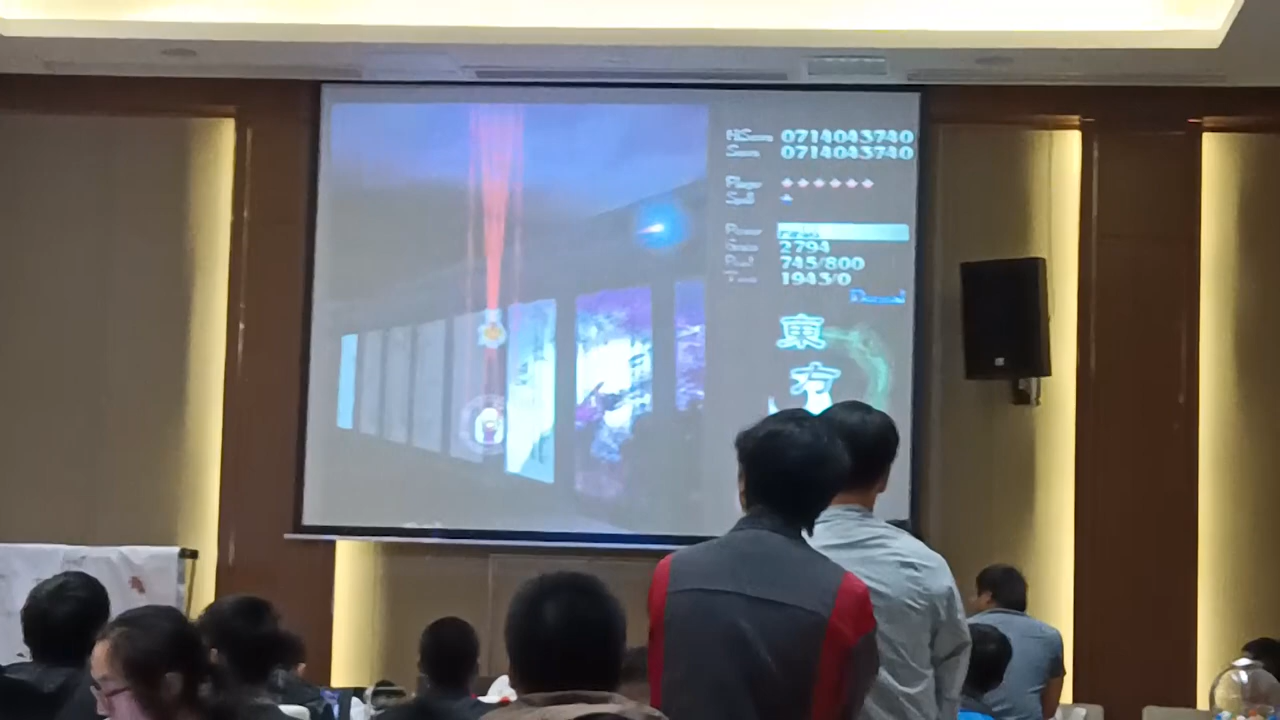 HiScore 0714043740
Score 0714043740
Player
Spell
Power
Graze 2794
Point 745/800
Time 1943/0
Normal
東
方